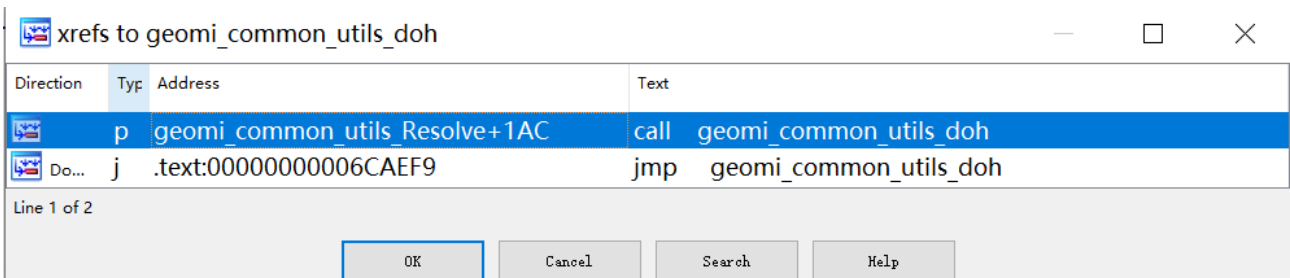 xrefs to geomi_common_utils_doh
Direction Typ Address Text
p geomi_common_utils_Resolve+1AC call geomi_common_utils_doh
Do... j .text:00000000006CAEF9 jmp geomi_common_utils_doh
Line 1 of 2
OK Cancel Search Help